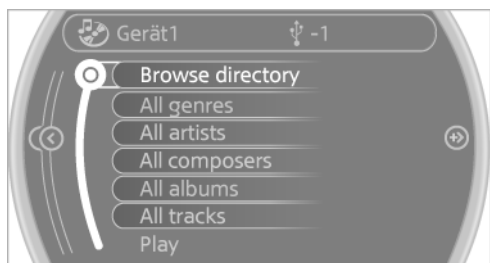 Gerät1 -1
Browse directory
All genres
All artists
All composers
All albums
All tracks
Play